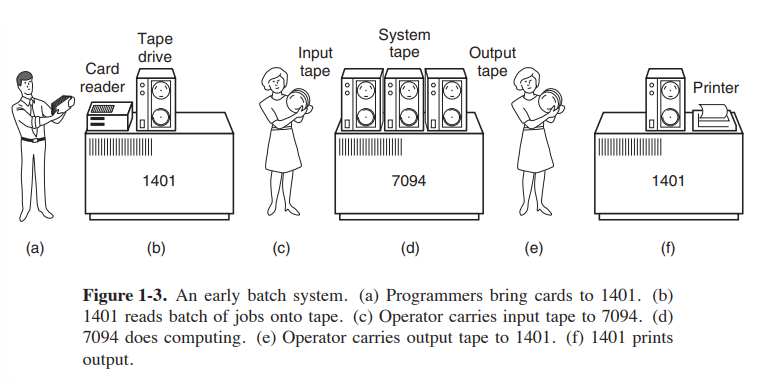 Tape
drive
Card
reader
1401
Input
tape
System
tape
7094
Output
tape
Printer
1401
(a) (b) (c) (d) (e) (f)
Figure 1-3. An early batch system. (a) Programmers bring cards to 1401. (b)
1401 reads batch of jobs onto tape. (c) Operator carries input tape to 7094. (d)
7094 does computing. (e) Operator carries output tape to 1401. (f) 1401 prints
output.